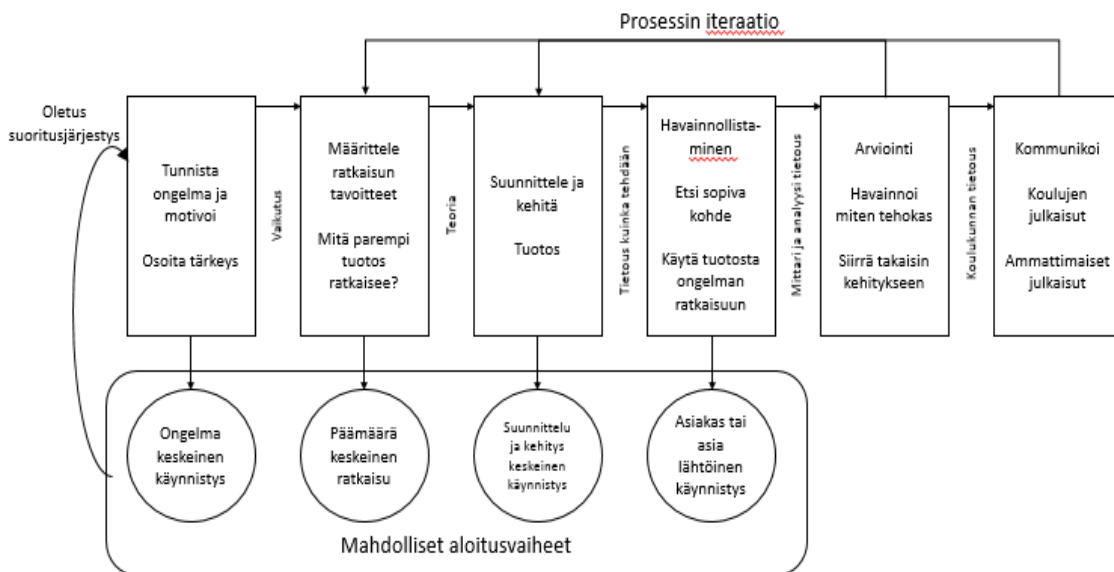 Prosessin iteraatio
Oletus
suoritusjärjestys
Tunnista
ongelma ja
motivoi
Osoita tärkeys
Vaikutus
Määrittele
ratkaisun
tavoitteet
Mitä parempi
tuotos
ratkaisee?
Teoria
Suunnittele ja
kehitä
Tuotos
Tietous kuinka tehdään
Havainnollista-
minen
Etsi sopiva
kohde
Käytä tuotosta
ongelman
ratkaisuun
Mittari ja analyysi tietous
Arviointi
Havainnoi
miten tehokas
Siirrä takaisin
kehitykseen
Koulukunnan tietous
Kommunikoi
Koulujen
julkaisut
Ammattimaiset
julkaisut
Ongelma
keskeinen
käynnistys
Päämäärä
keskeinen
ratkaisu
Suunnittelu
ja kehitys
keskeinen
käynnistys
Asiakas tai
asia
lähtöinen
käynnistys
Mahdolliset aloitusvaiheet